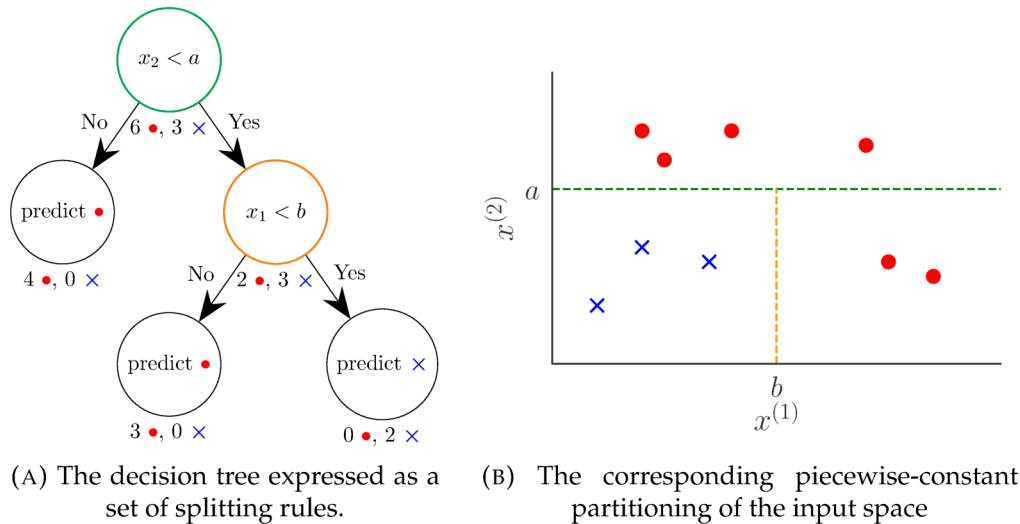 x₂ < a
No
6 ●, 3 ×
Yes
predict ●
x₁ < b
4 ●, 0 ×
No
2 ●, 3 ×
Yes
predict ●
predict ×
3 ●, 0 ×
0 ●, 2 ×
(A) The decision tree expressed as a
set of splitting rules.
a
x⁽²⁾
b
x⁽¹⁾
(B) The corresponding piecewise-constant
partitioning of the input space